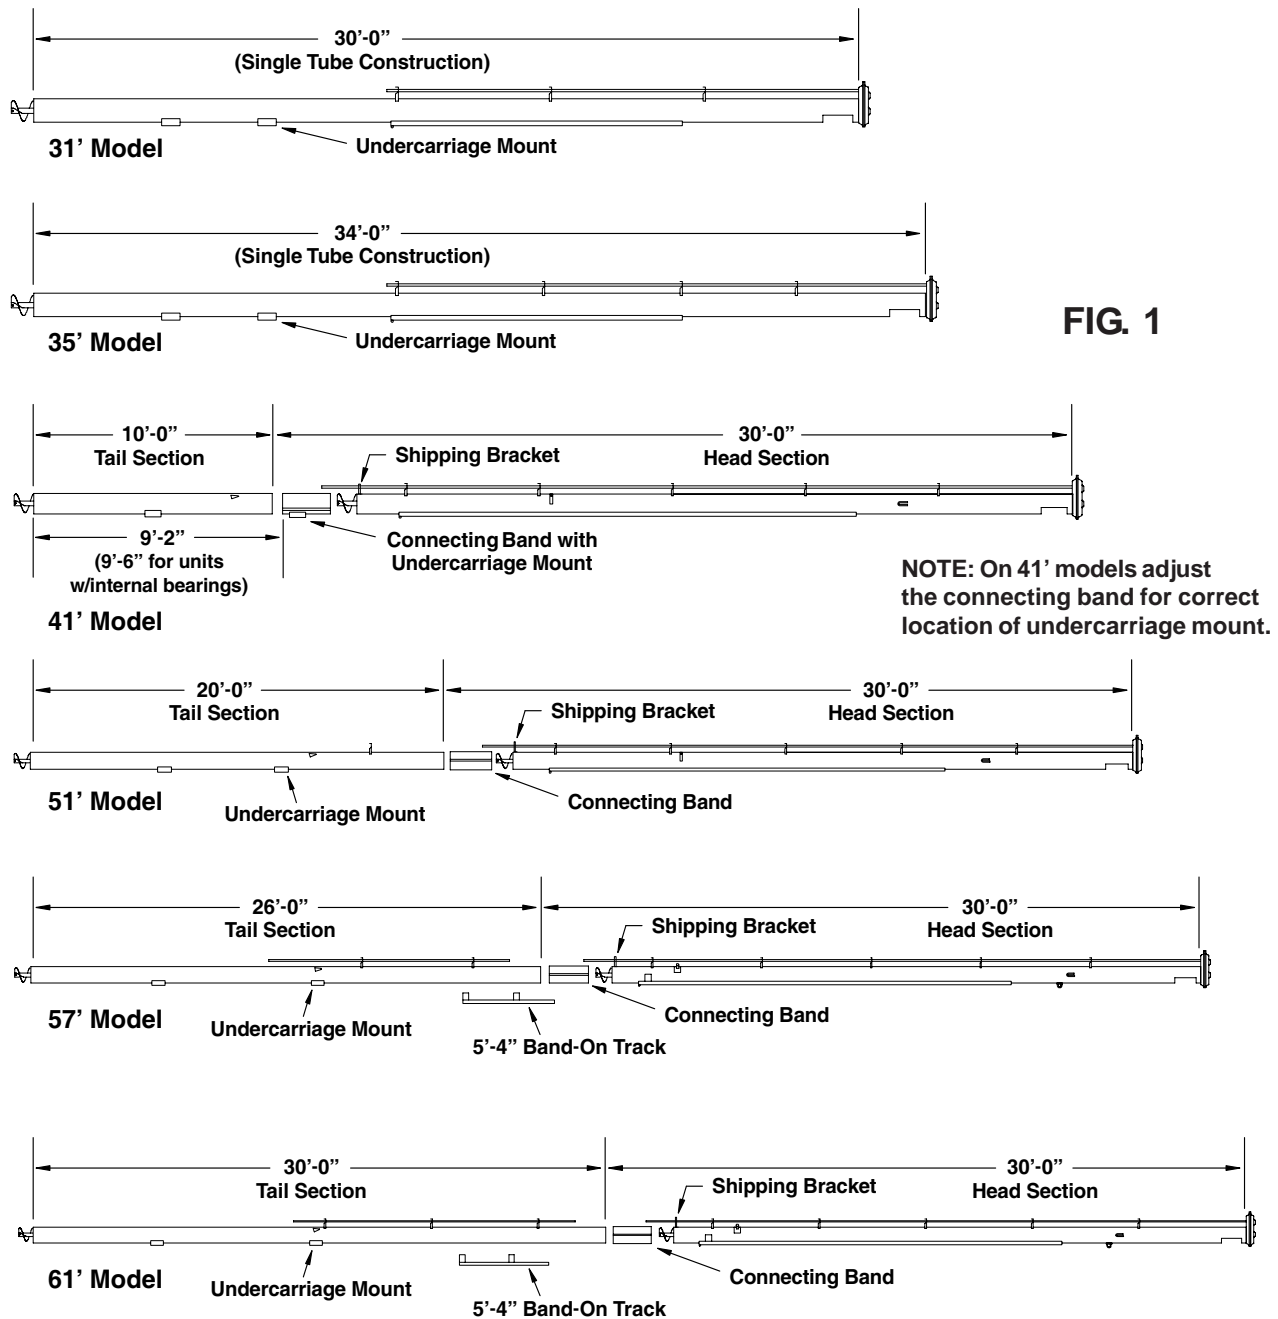 30’-0”
(Single Tube Construction)
Undercarriage Mount
31’ Model
34’-0”
(Single Tube Construction)
Undercarriage Mount
35’ Model
FIG. 1
10’-0”
Tail Section
30’-0”
Head Section
Shipping Bracket
9’-2”
(9’-6” for units
w/internal bearings)
Connecting Band with
Undercarriage Mount
41’ Model
NOTE: On 41’ models adjust
the connecting band for correct
location of undercarriage mount.
20’-0”
Tail Section
30’-0”
Head Section
Shipping Bracket
51’ Model
Undercarriage Mount
Connecting Band
26’-0”
Tail Section
30’-0”
Head Section
Shipping Bracket
57’ Model
Undercarriage Mount
Connecting Band
5’-4” Band-On Track
30’-0”
Tail Section
30’-0”
Head Section
Shipping Bracket
61’ Model
Undercarriage Mount
Connecting Band
5’-4” Band-On Track